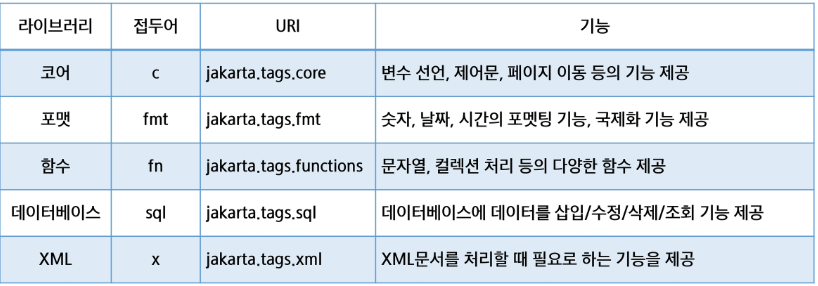 라이브러리 접두어 URI 기능
코어 c jakarta.tags.core 변수 선언, 제어문, 페이지 이동 등의 기능 제공
포맷 fmt jakarta.tags.fmt 숫자, 날짜, 시간의 포멧팅 기능, 국제화 기능 제공
함수 fn jakarta.tags.functions 문자열, 컬렉션 처리 등의 다양한 함수 제공
데이터베이스 sql jakarta.tags.sql 데이터베이스에 데이터를 삽입/수정/삭제/조회 기능 제공
XML x jakarta.tags.xml XML문서를 처리할 때 필요로 하는 기능을 제공